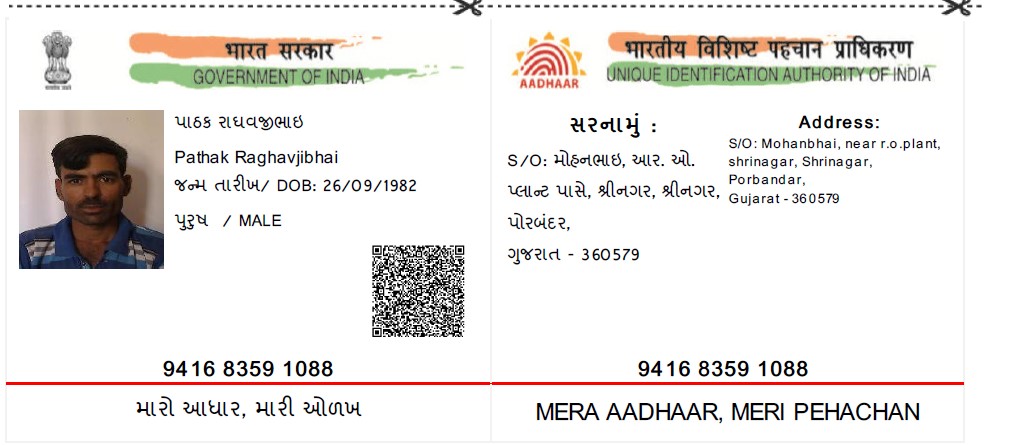 भारत सरकार
GOVERNMENT OF INDIA
પાઠક રાઘવજીભાઇ
Pathak Raghavjibhai
જન્મ તારીખ/ DOB: 26/09/1982
પુરુષ / MALE
9416 8359 1088
મારો આધાર, મારી ઓળખ
AADHAAR
भारतीय विशिष्ट पहचान प्राधिकरण
UNIQUE IDENTIFICATION AUTHORITY OF INDIA
સરનામું :
S/O: મોહનભાઇ, આર. ઓ.
પ્લાન્ટ પાસે, શ્રીનગર, શ્રીનગર,
પોરબંદર,
ગુજરાત - 360579
Address:
S/O: Mohanbhai, near r.o.plant,
shrinagar, Shrinagar,
Porbandar,
Gujarat - 360579
9416 8359 1088
MERA AADHAAR, MERI PEHACHAN